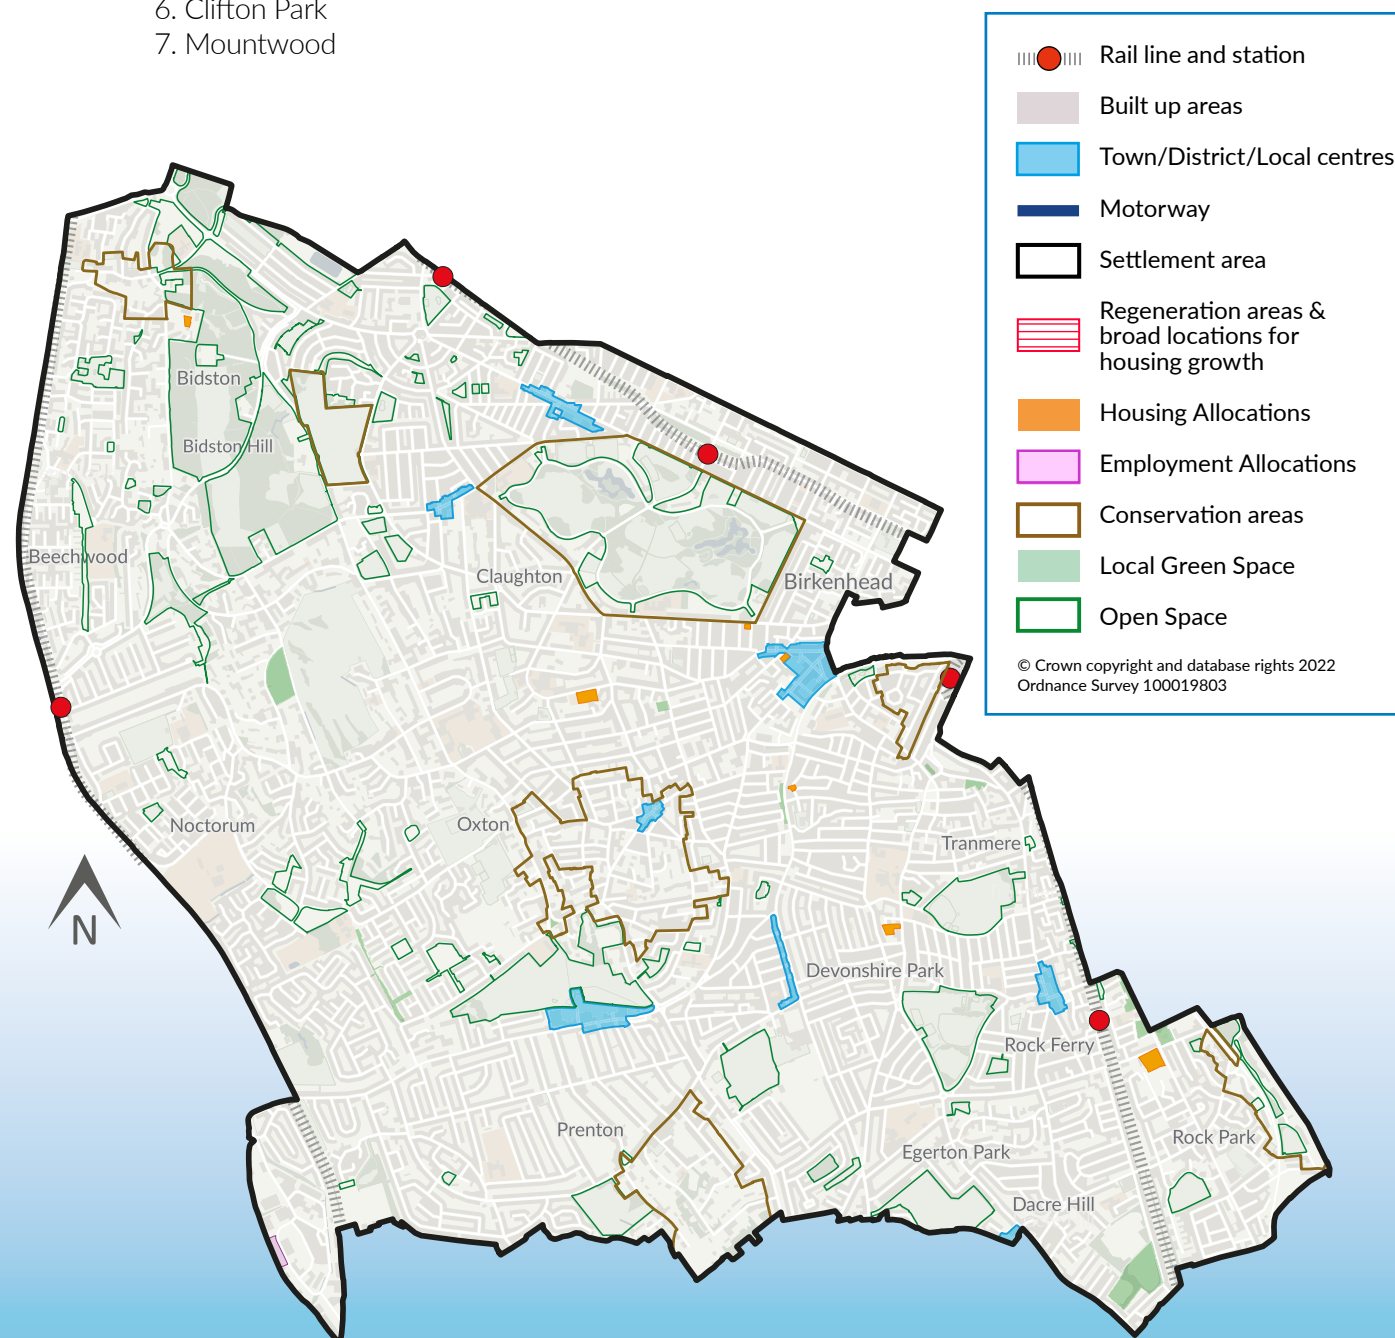 6. Clifton Park
7. Mountwood
Rail line and station
Built up areas
Town/District/Local centres
Motorway
Settlement area
Regeneration areas &
broad locations for
housing growth
Housing Allocations
Employment Allocations
Conservation areas
Local Green Space
Open Space
© Crown copyright and database rights 2022
Ordnance Survey 100019803
Bidston
Bidston Hill
Beechwood
Claughton
Birkenhead
Noctorum
Oxton
Tranmere
N
Devonshire Park
Rock Ferry
Prenton
Egerton Park
Rock Park
Dacre Hill